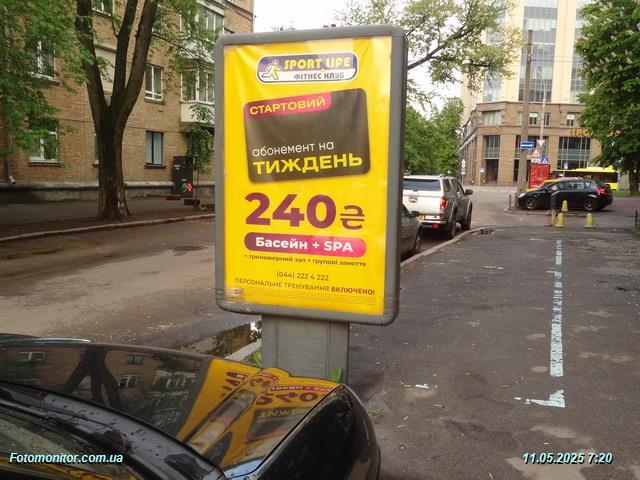 SPORT LIFE
ФІТНЕС КЛУБ
СТАРТОВИЙ
абонемент на
ТИЖДЕНЬ
240₴
Басейн + SPA
+ тренажерний зал + групові заняття
(044) 222 4 222
ПЕРСОНАЛЬНЕ ТРЕНУВАННЯ ВКЛЮЧЕНО!
Fotomonitor.com.ua
11.05.2025 7:20